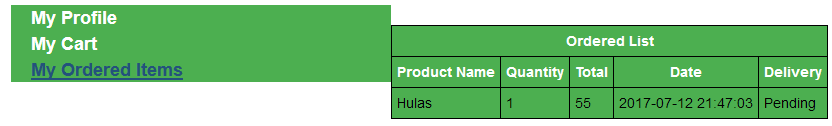 My Profile
My Cart
My Ordered Items
Ordered List
Product Name Quantity Total Date Delivery
Hulas 1 55 2017-07-12 21:47:03 Pending